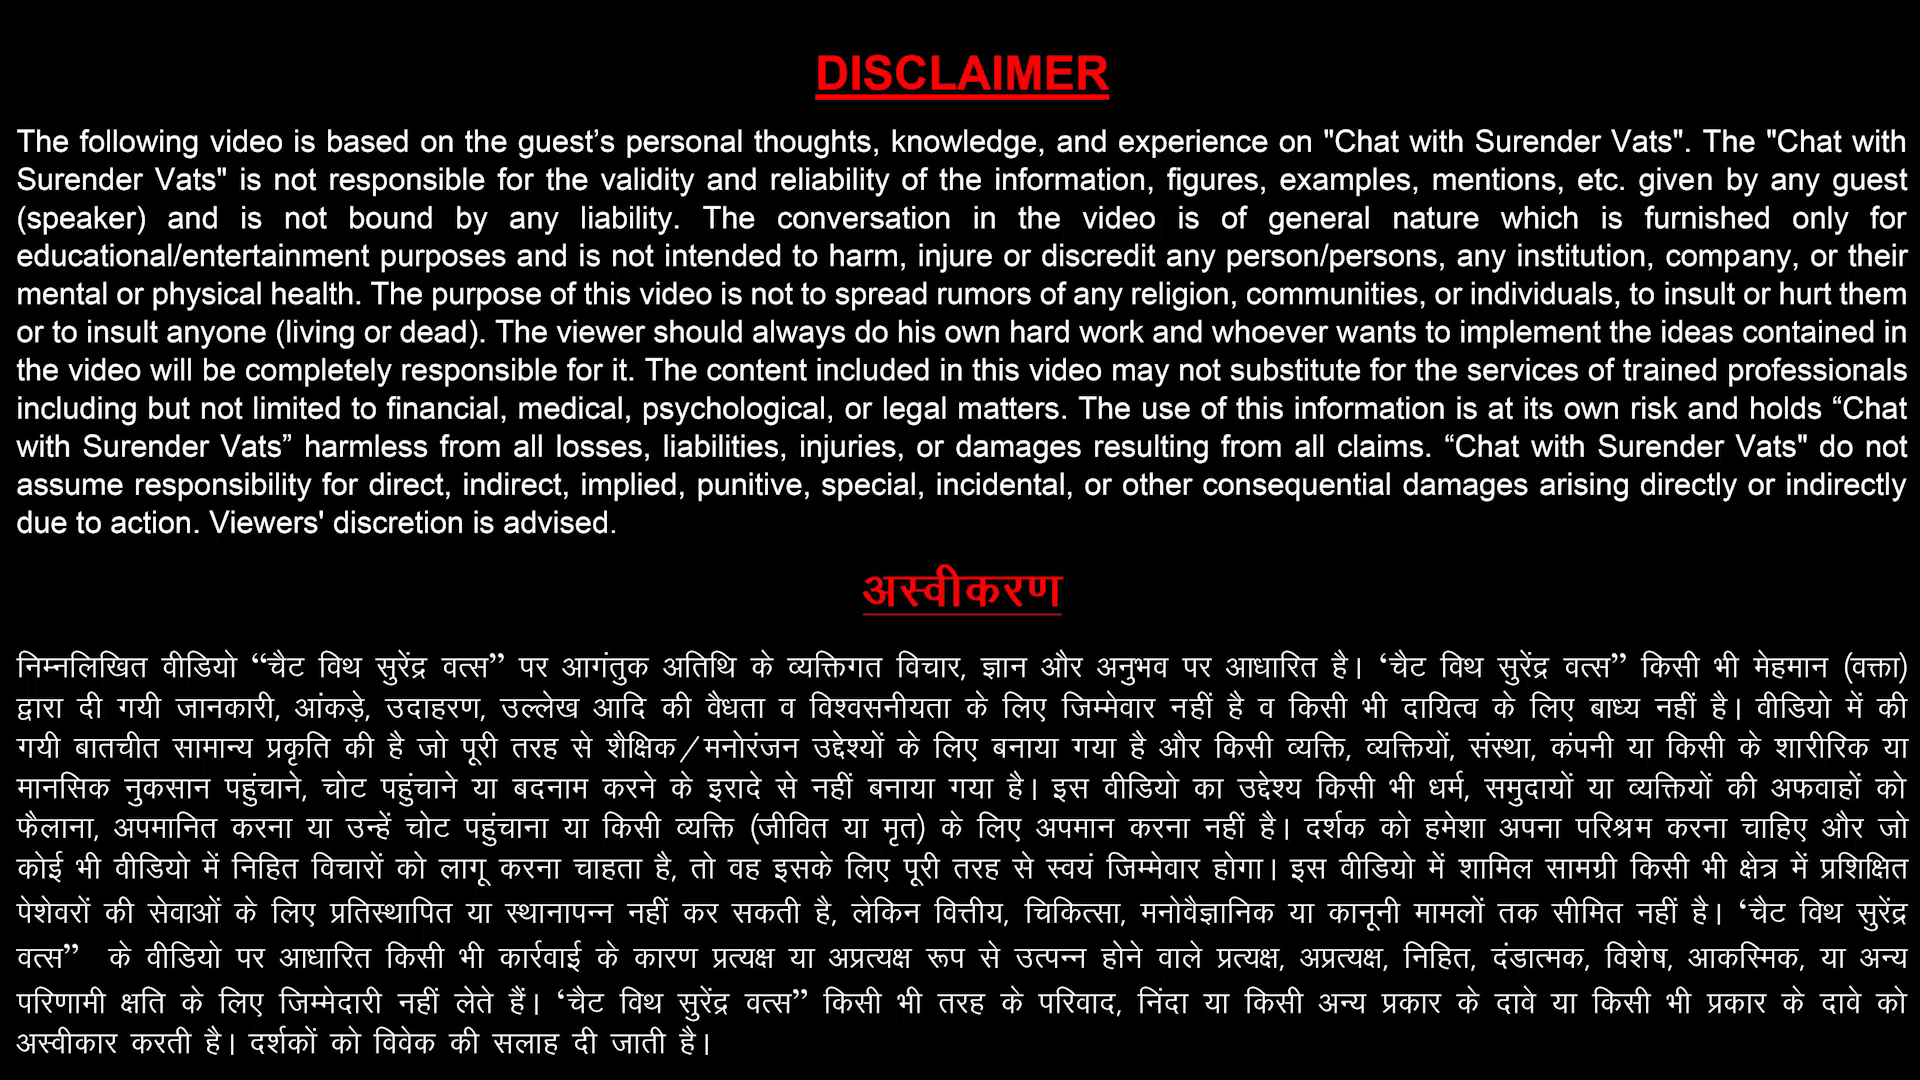 DISCLAIMER
The following video is based on the guest’s personal thoughts, knowledge, and experience on "Chat with Surender Vats". The "Chat with
Surender Vats" is not responsible for the validity and reliability of the information, figures, examples, mentions, etc. given by any guest
(speaker) and is not bound by any liability. The conversation in the video is of general nature which is furnished only for
educational/entertainment purposes and is not intended to harm, injure or discredit any person/persons, any institution, company, or their
mental or physical health. The purpose of this video is not to spread rumors of any religion, communities, or individuals, to insult or hurt them
or to insult anyone (living or dead). The viewer should always do his own hard work and whoever wants to implement the ideas contained in
the video will be completely responsible for it. The content included in this video may not substitute for the services of trained professionals
including but not limited to financial, medical, psychological, or legal matters. The use of this information is at its own risk and holds “Chat
with Surender Vats” harmless from all losses, liabilities, injuries, or damages resulting from all claims. “Chat with Surender Vats" do not
assume responsibility for direct, indirect, implied, punitive, special, incidental, or other consequential damages arising directly or indirectly
due to action. Viewers' discretion is advised.
अस्वीकरण
निम्नलिखित वीडियो “चैट विथ सुरेंद्र वत्स” पर आगंतुक अतिथि के व्यक्तिगत विचार, ज्ञान और अनुभव पर आधारित है। ‘चैट विथ सुरेंद्र वत्स” किसी भी मेहमान (वक्ता)
द्वारा दी गयी जानकारी, आंकड़े, उदाहरण, उल्लेख आदि की वैधता व विश्वसनीयता के लिए जिम्मेवार नहीं है व किसी भी दायित्व के लिए बाध्य नहीं है। वीडियो में की
गयी बातचीत सामान्य प्रकृति की है जो पूरी तरह से शैक्षिक/मनोरंजन उद्देश्यों के लिए बनाया गया है और किसी व्यक्ति, व्यक्तियों, संस्था, कंपनी या किसी के शारीरिक या
मानसिक नुकसान पहुंचाने, चोट पहुंचाने या बदनाम करने के इरादे से नहीं बनाया गया है। इस वीडियो का उद्देश्य किसी भी धर्म, समुदायों या व्यक्तियों की अफवाहों को
फैलाना, अपमानित करना या उन्हें चोट पहुंचाना या किसी व्यक्ति (जीवित या मृत) के लिए अपमान करना नहीं है। दर्शक को हमेशा अपना परिश्रम करना चाहिए और जो
कोई भी वीडियो में निहित विचारों को लागू करना चाहता है, तो वह इसके लिए पूरी तरह से स्वयं जिम्मेवार होगा। इस वीडियो में शामिल सामग्री किसी भी क्षेत्र में प्रशिक्षित
पेशेवरों की सेवाओं के लिए प्रतिस्थापित या स्थानापन्न नहीं कर सकती है, लेकिन वित्तीय, चिकित्सा, मनोवैज्ञानिक या कानूनी मामलों तक सीमित नहीं है। ‘चैट विथ सुरेंद्र
वत्स” के वीडियो पर आधारित किसी भी कार्रवाई के कारण प्रत्यक्ष या अप्रत्यक्ष रूप से उत्पन्न होने वाले प्रत्यक्ष, अप्रत्यक्ष, निहित, दंडात्मक, विशेष, आकस्मिक, या अन्य
परिणामी क्षति के लिए जिम्मेदारी नहीं लेते हैं। ‘चैट विथ सुरेंद्र वत्स” किसी भी तरह के परिवाद, निंदा या किसी अन्य प्रकार के दावे या किसी भी प्रकार के दावे को
अस्वीकार करती है। दर्शकों को विवेक की सलाह दी जाती है।